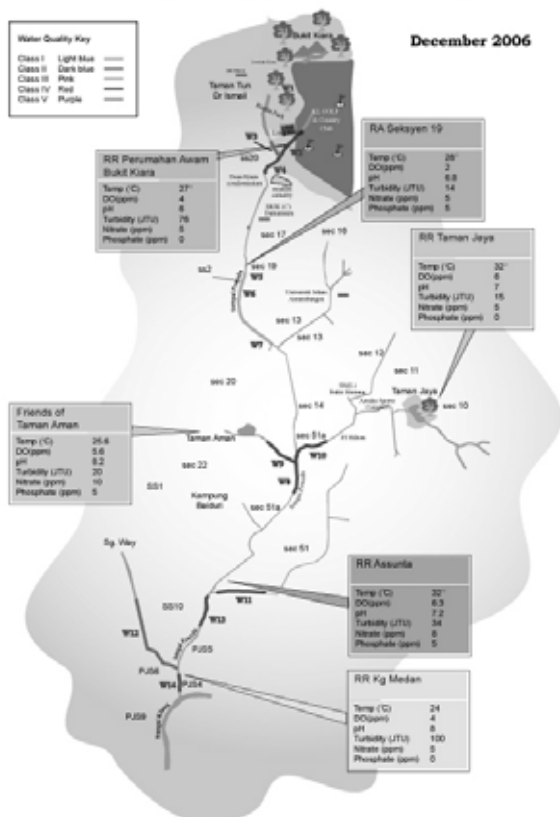 December 2006
Water Quality Key
Class I Light blue
Class II Dark blue
Class III Pink
Class IV Red
Class V Purple
Bukit Kiara
Taman Tun
Dr Ismail
W3
W4
ss20
RR Perumahan Awam
Bukit Kiara
Temp (°C) 27°
DO(ppm) 4
pH 6
Turbidity (JTU) 76
Nitrate (ppm) 5
Phosphate (ppm) 0
RA Seksyen 19
Temp (°C) 28°
DO(ppm) 2
pH 6.8
Turbidity (JTU) 14
Nitrate (ppm) 5
Phosphate (ppm) 5
sec 17
sec 16
RR Taman Jaya
Temp (°C) 32°
DO(ppm) 6
pH 7
Turbidity (JTU) 15
Nitrate (ppm) 5
Phosphate (ppm) 0
ss2
sec 19
W5
W6
sec 13
sec 13
W7
sec 12
sec 11
sec 20
Taman Jaya
sec 14
sec 10
Friends of
Taman Aman
Temp (°C) 25.6
DO(ppm) 5.6
pH 8.2
Turbidity (JTU) 20
Nitrate (ppm) 10
Phosphate (ppm) 5
Taman Aman
sec 51a
W10
W9
sec 22
W8
SS1
Kampung
sec 51a
Sg. Way
sec 51
RR Assunta
Temp (°C) 32°
DO(ppm) 6.3
pH 7.2
Turbidity (JTU) 34
Nitrate (ppm) 8
Phosphate (ppm) 5
W11
SS10
W13
W12
PJS5
PJS6
W14
PJS4
PJS9
RR Kg Medan
Temp (°C) 24
DO(ppm) 4
pH 8
Turbidity (JTU) 100
Nitrate (ppm) 5
Phosphate (ppm) 0